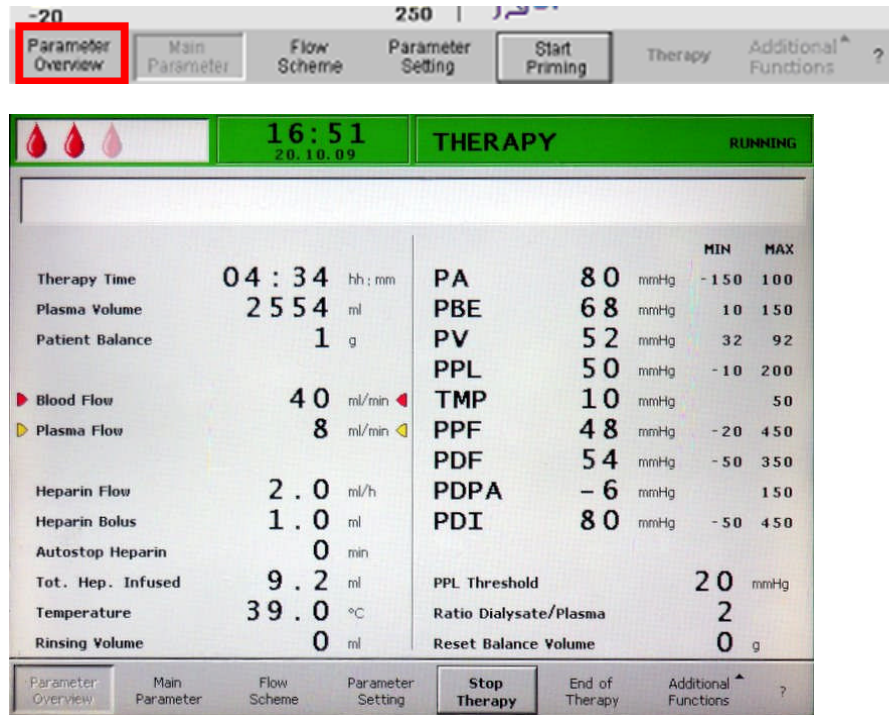 -20 250
Parameter Overview Main Parameter Flow Scheme Parameter Setting Start Priming Therapy Additional Functions ?
16:51 THERAPY RUNNING
20.10.09
MIN MAX
Therapy Time 04:34 hh:mm PA 80 mmHg -150 100
Plasma Volume 2554 ml PBE 68 mmHg 10 150
Patient Balance 1 g PV 52 mmHg 32 92
PPL 50 mmHg -10 200
Blood Flow 40 ml/min TMP 10 mmHg 50
Plasma Flow 8 ml/min PPF 48 mmHg -20 450
PDF 54 mmHg -50 350
Heparin Flow 2.0 ml/h PDPA -6 mmHg 150
Heparin Bolus 1.0 ml PDI 80 mmHg -50 450
Autostop Heparin 0 min
Tot. Hep. Infused 9.2 ml PPL Threshold 20 mmHg
Temperature 39.0 °C Ratio Dialysate/Plasma 2
Rinsing Volume 0 ml Reset Balance Volume 0 g
Parameter Overview Main Parameter Flow Scheme Parameter Setting Stop Therapy End of Therapy Additional Functions ?